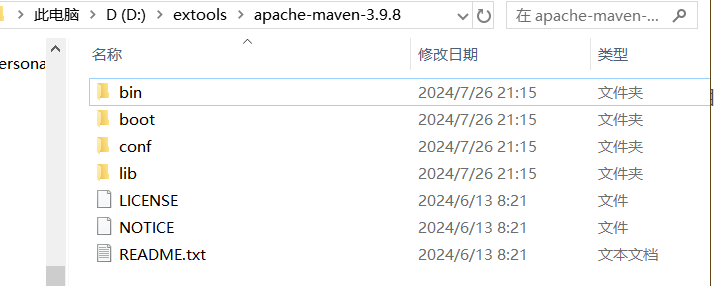 此电脑 › D (D:) › extools › apache-maven-3.9.8
在 apache-maven-...
ersona
名称 修改日期 类型
bin 2024/7/26 21:15 文件夹
boot 2024/7/26 21:15 文件夹
conf 2024/7/26 21:15 文件夹
lib 2024/7/26 21:15 文件夹
LICENSE 2024/6/13 8:21 文件
NOTICE 2024/6/13 8:21 文件
README.txt 2024/6/13 8:21 文本文档